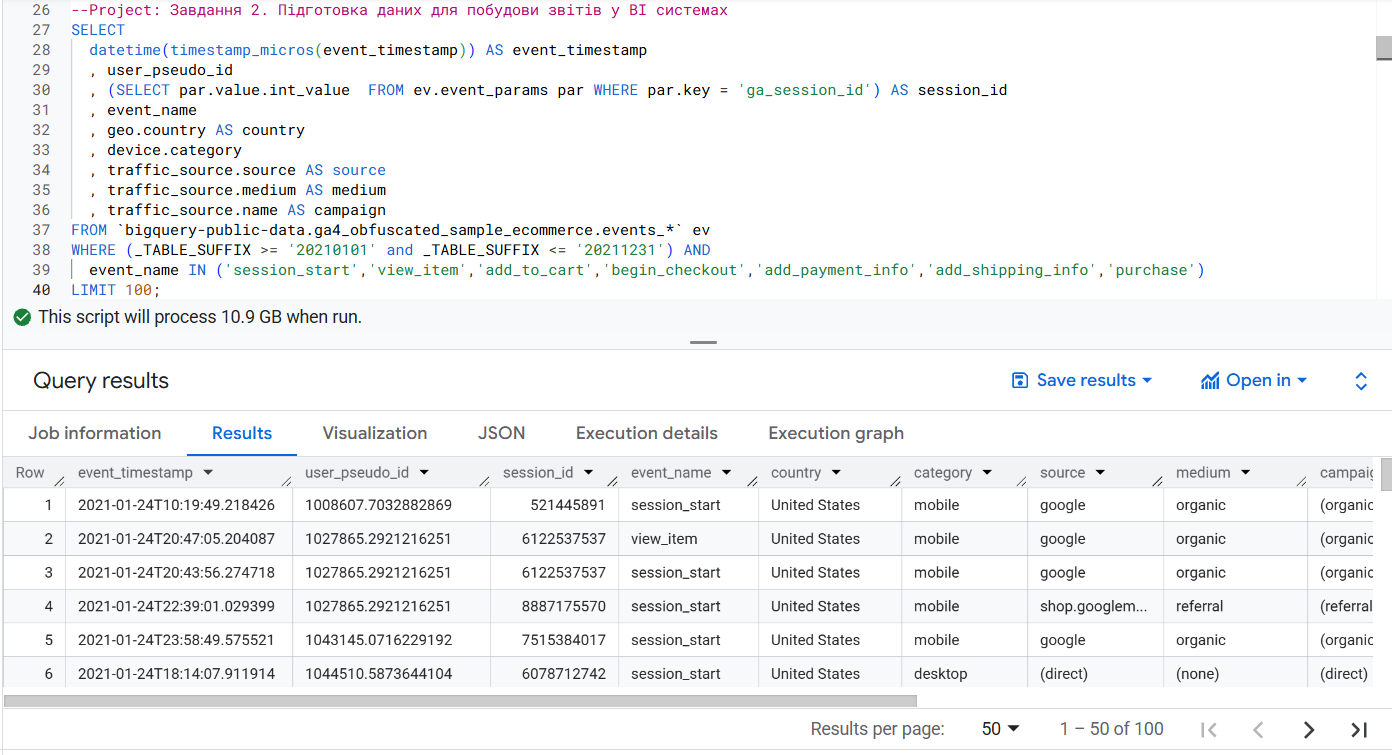 26 --Project: Завдання 2. Підготовка даних для побудови звітів у BI системах
27 SELECT
28 datetime(timestamp_micros(event_timestamp)) AS event_timestamp
29 , user_pseudo_id
30 , (SELECT par.value.int_value  FROM ev.event_params par WHERE par.key = 'ga_session_id') AS session_id
31 , event_name
32 , geo.country AS country
33 , device.category
34 , traffic_source.source AS source
35 , traffic_source.medium AS medium
36 , traffic_source.name AS campaign
37 FROM `bigquery-public-data.ga4_obfuscated_sample_ecommerce.events_*` ev
38 WHERE (_TABLE_SUFFIX >= '20210101' and _TABLE_SUFFIX <= '20211231') AND
39 event_name IN ('session_start','view_item','add_to_cart','begin_checkout','add_payment_info','add_shipping_info','purchase')
40 LIMIT 100;
This script will process 10.9 GB when run.
Query results Save results Open in
Job information Results Visualization JSON Execution details Execution graph
Row event_timestamp user_pseudo_id session_id event_name country category source medium campaig
1 2021-01-24T10:19:49.218426 1008607.7032882869 521445891 session_start United States mobile google organic (organic
2 2021-01-24T20:47:05.204087 1027865.2921216251 6122537537 view_item United States mobile google organic (organic
3 2021-01-24T20:43:56.274718 1027865.2921216251 6122537537 session_start United States mobile google organic (organic
4 2021-01-24T22:39:01.029399 1027865.2921216251 8887175570 session_start United States mobile shop.googlem... referral (referral
5 2021-01-24T23:58:49.575521 1043145.0716229192 7515384017 session_start United States mobile google organic (organic
6 2021-01-24T18:14:07.911914 1044510.5873644104 6078712742 session_start United States desktop (direct) (none) (direct)
Results per page: 50 1 – 50 of 100